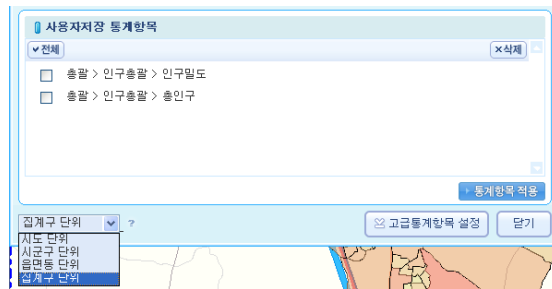 사용자저장 통계항목
전체
×삭제
총괄 > 인구총괄 > 인구밀도
총괄 > 인구총괄 > 총인구
통계항목 적용
집계구 단위 ?
고급통계항목 설정
닫기
시도 단위
시군구 단위
읍면동 단위
집계구 단위